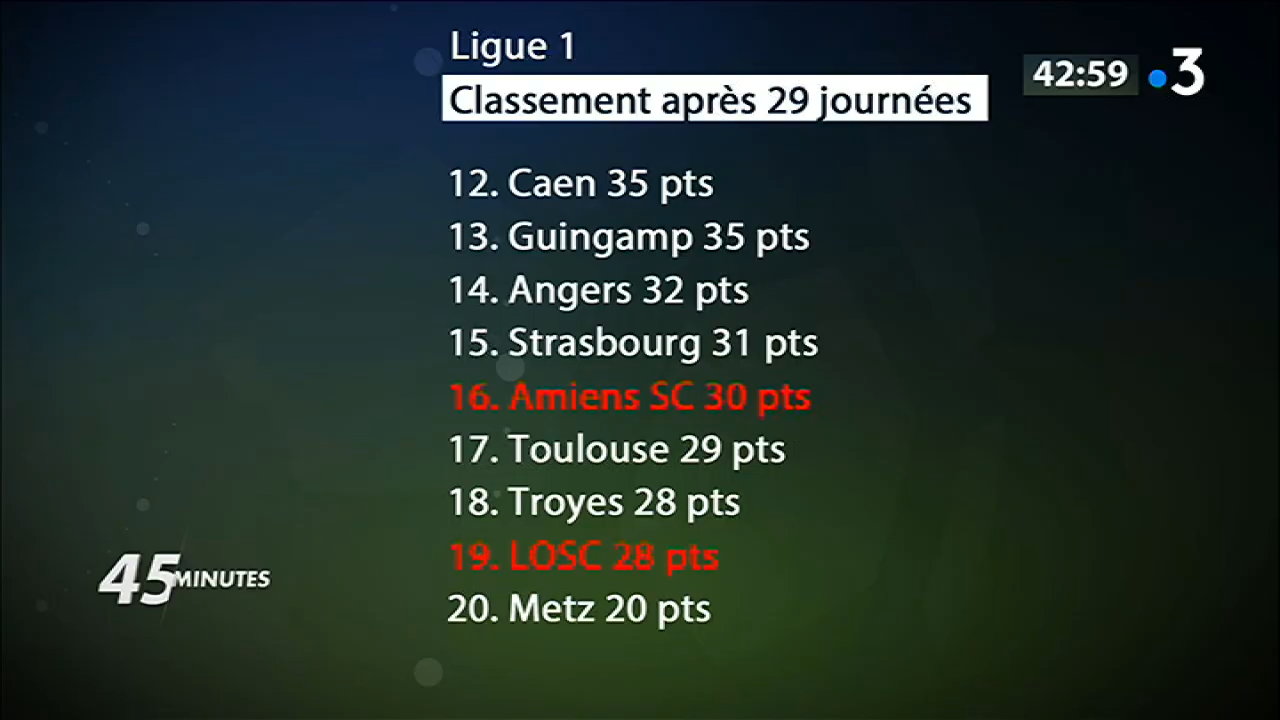 Ligue 1
Classement après 29 journées
42:59
3
12. Caen 35 pts
13. Guingamp 35 pts
14. Angers 32 pts
15. Strasbourg 31 pts
16. Amiens SC 30 pts
17. Toulouse 29 pts
18. Troyes 28 pts
19. LOSC 28 pts
20. Metz 20 pts
45 MINUTES